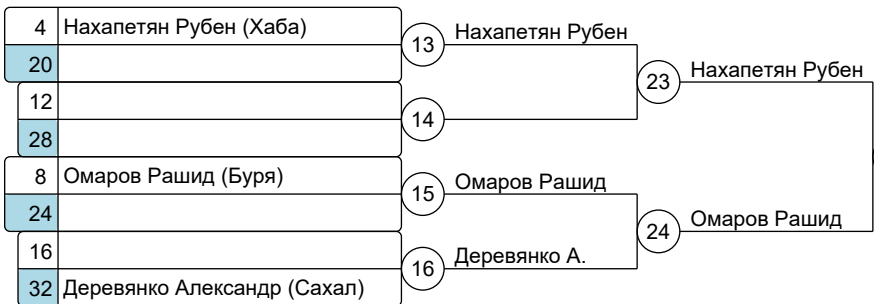 4 Нахапетян Рубен (Хаба)
13 Нахапетян Рубен
20
23 Нахапетян Рубен
12
14
28
8 Омаров Рашид (Буря)
15 Омаров Рашид
24
24 Омаров Рашид
16
16 Деревянко А.
32 Деревянко Александр (Сахал)